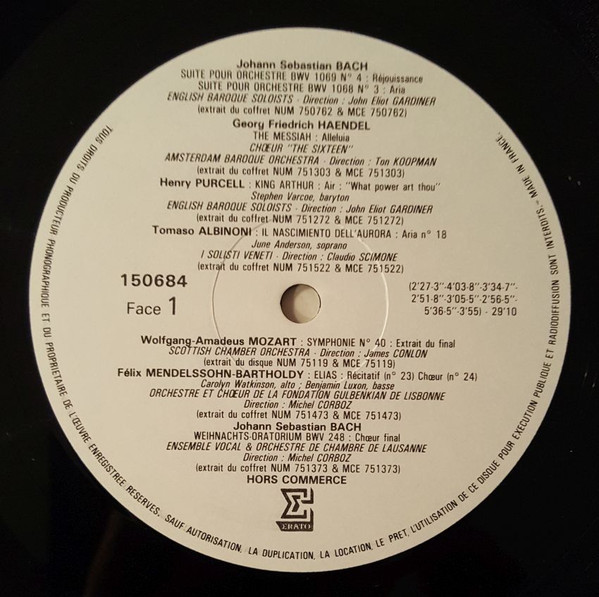 Johann Sebastian BACH
SUITE POUR ORCHESTRE BWV 1069 N° 4 : Réjouissance
SUITE POUR ORCHESTRE BWV 1068 N° 3 : Aria
ENGLISH BAROQUE SOLOISTS - Direction : John Eliot GARDINER
(extrait du coffret NUM 750762 & MCE 750762)
Georg Friedrich HAENDEL
THE MESSIAH : Alleluia
CHŒUR "THE SIXTEEN"
AMSTERDAM BAROQUE ORCHESTRA - Direction : Ton KOOPMAN
(extrait du coffret NUM 751303 & MCE 751303)
Henry PURCELL : KING ARTHUR : Air : "What power art thou"
Stephen Varcoe, baryton
ENGLISH BAROQUE SOLOISTS - Direction : John Eliot GARDINER
(extrait du coffret NUM 751272 & MCE 751272)
Tomaso ALBINONI : IL NASCIMIENTO DELL'AURORA : Aria n° 18
June Anderson, soprano
I SOLISTI VENETI - Direction : Claudio SCIMONE
(extrait du coffret NUM 751522 & MCE 751522)
150684
Face 1
(2'27-3''-4'03-8''-3'34-7''-
2'51-8''-3'05-5''-2'56-5''-
5'36-5''-3'55) - 29'10
Wolfgang-Amadeus MOZART : SYMPHONIE N° 40 : Extrait du final
SCOTTISH CHAMBER ORCHESTRA - Direction : James CONLON
(extrait du disque NUM 75119 & MCE 75119)
Félix MENDELSSOHN-BARTHOLDY : ELIAS : Récitatif (n° 23) Chœur (n° 24)
Carolyn Watkinson, alto ; Benjamin Luxon, basse
ORCHESTRE ET CHŒUR DE LA FONDATION GULBENKIAN DE LISBONNE
Direction : Michel CORBOZ
(extrait du coffret NUM 751473 & MCE 751473)
Johann Sebastian BACH
WEIHNACHTS-ORATORIUM BWV 248 : Chœur final
ENSEMBLE VOCAL & ORCHESTRE DE CHAMBRE DE LAUSANNE
Direction : Michel CORBOZ
(extrait du coffret NUM 751373 & MCE 751373)
HORS COMMERCE
ERATO
TOUS DROITS DU PRODUCTEUR PHONOGRAPHIQUE ET DU PROPRIETAIRE DE L'ŒUVRE ENREGISTREE RESERVES. SAUF AUTORISATION, LA DUPLICATION, LA LOCATION, LE PRET, L'UTILISATION DE CE DISQUE POUR EXECUTION PUBLIQUE ET RADIODIFFUSION SONT INTERDITS. - MADE IN FRANCE.